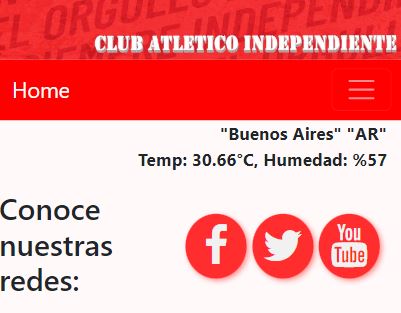 EL ORGULLO
SIEMPRE INDEPENDIENTE
CLUB ATLETICO INDEPENDIENTE
Home
"Buenos Aires" "AR"
Temp: 30.66°C, Humedad: %57
Conoce
nuestras
redes:
You
Tube